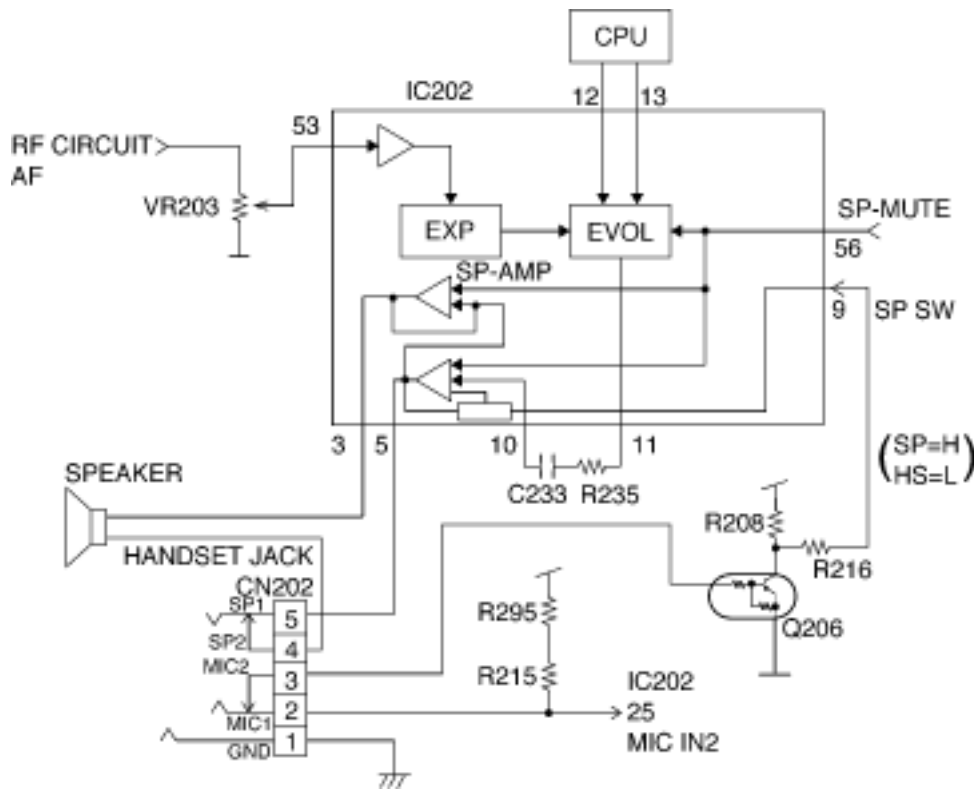 CPU
IC202
12
13
53
RF CIRCUIT
AF
VR203
EXP
EVOL
SP-MUTE
56
SP-AMP
9
SP SW
3
5
10
11
(SP=H
HS=L)
C233
R235
SPEAKER
R208
R216
HANDSET JACK
CN202
SP1
5
SP2
4
MIC2
3
MIC1
2
GND
1
R295
R215
Q206
IC202
25
MIC IN2